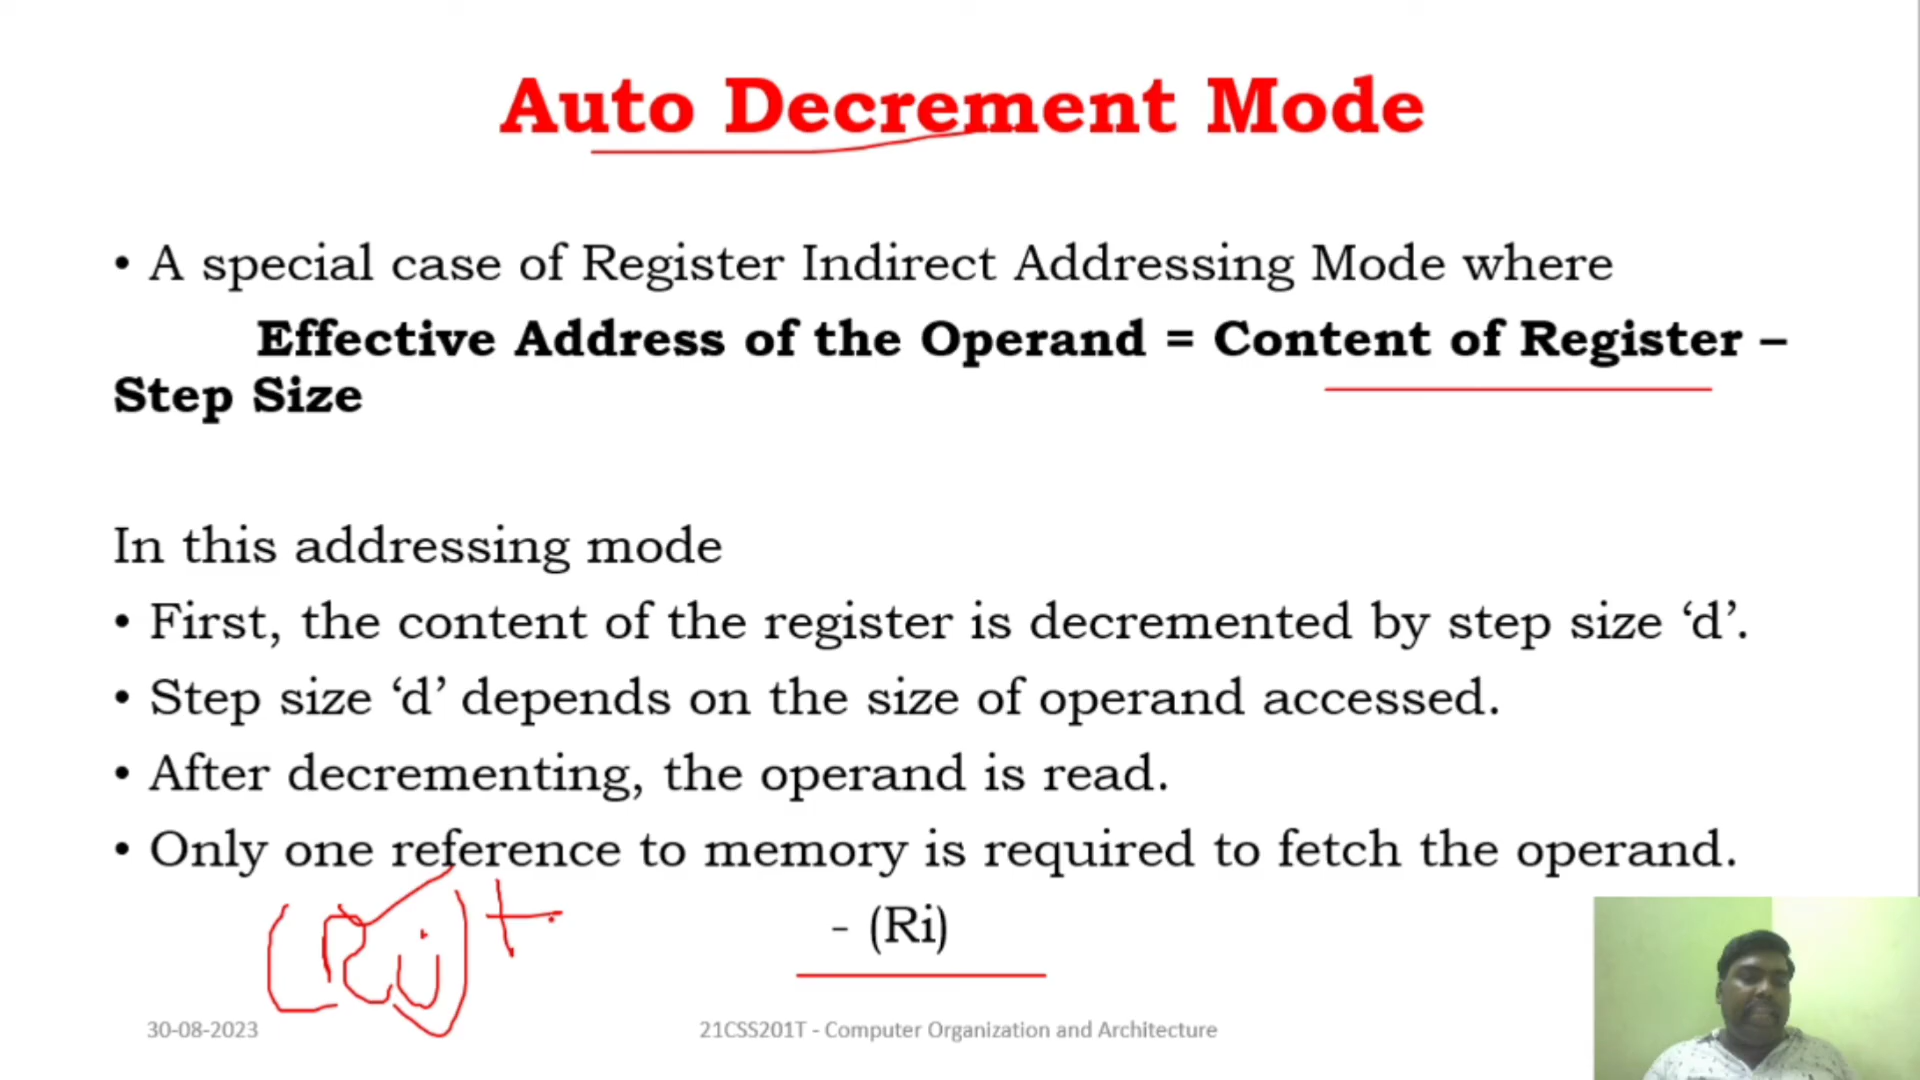 Auto Decrement Mode
• A special case of Register Indirect Addressing Mode where
Effective Address of the Operand = Content of Register –
Step Size
In this addressing mode
• First, the content of the register is decremented by step size ‘d’.
• Step size ‘d’ depends on the size of operand accessed.
• After decrementing, the operand is read.
• Only one reference to memory is required to fetch the operand.
- (Ri)
30-08-2023
21CSS201T - Computer Organization and Architecture